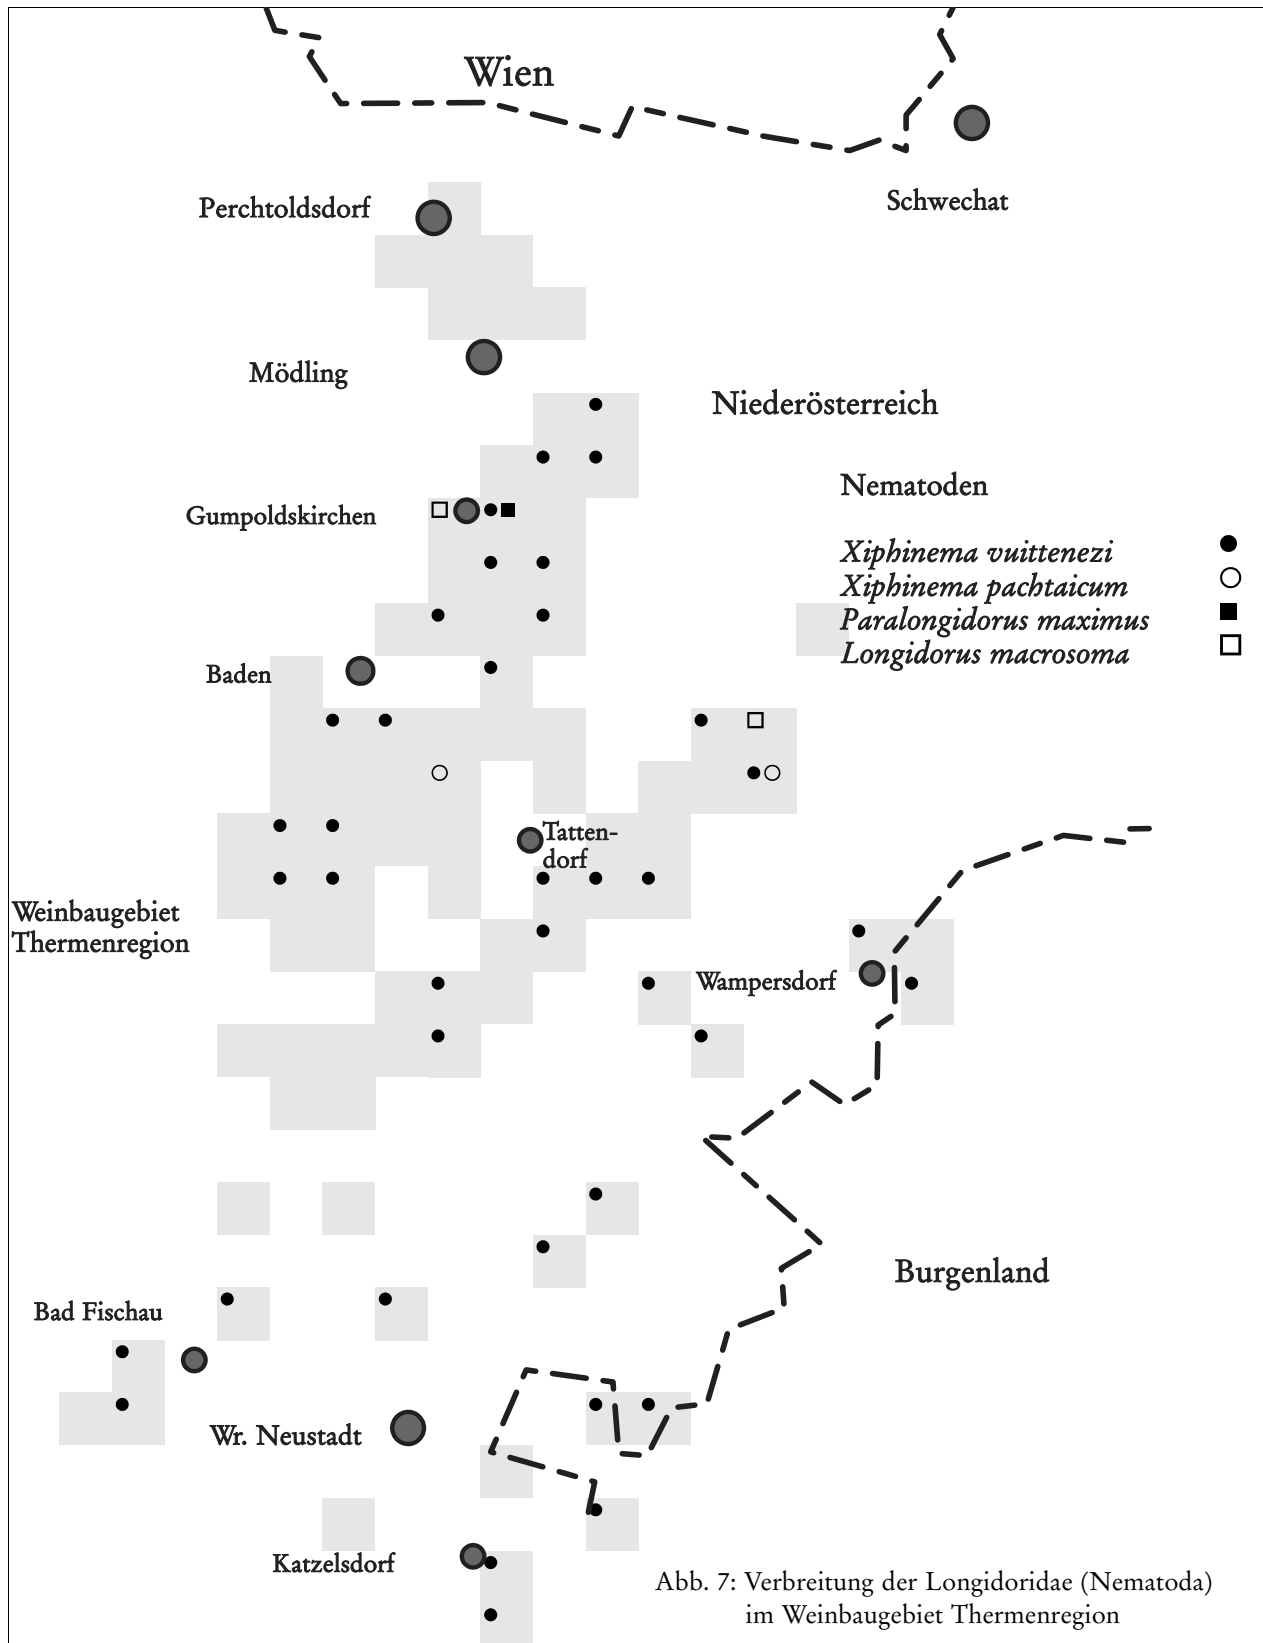 Wien
Schwechat
Perchtoldsdorf
Mödling
Niederösterreich
Nematoden
Gumpoldskirchen
Xiphinema vuittenezi
Xiphinema pachtaicum
Paralongidorus maximus
Longidorus macrosoma
Baden
Tatten-
dorf
Weinbaugebiet
Thermenregion
Wampersdorf
Burgenland
Bad Fischau
Wr. Neustadt
Katzelsdorf
Abb. 7: Verbreitung der Longidoridae (Nematoda)
im Weinbaugebiet Thermenregion